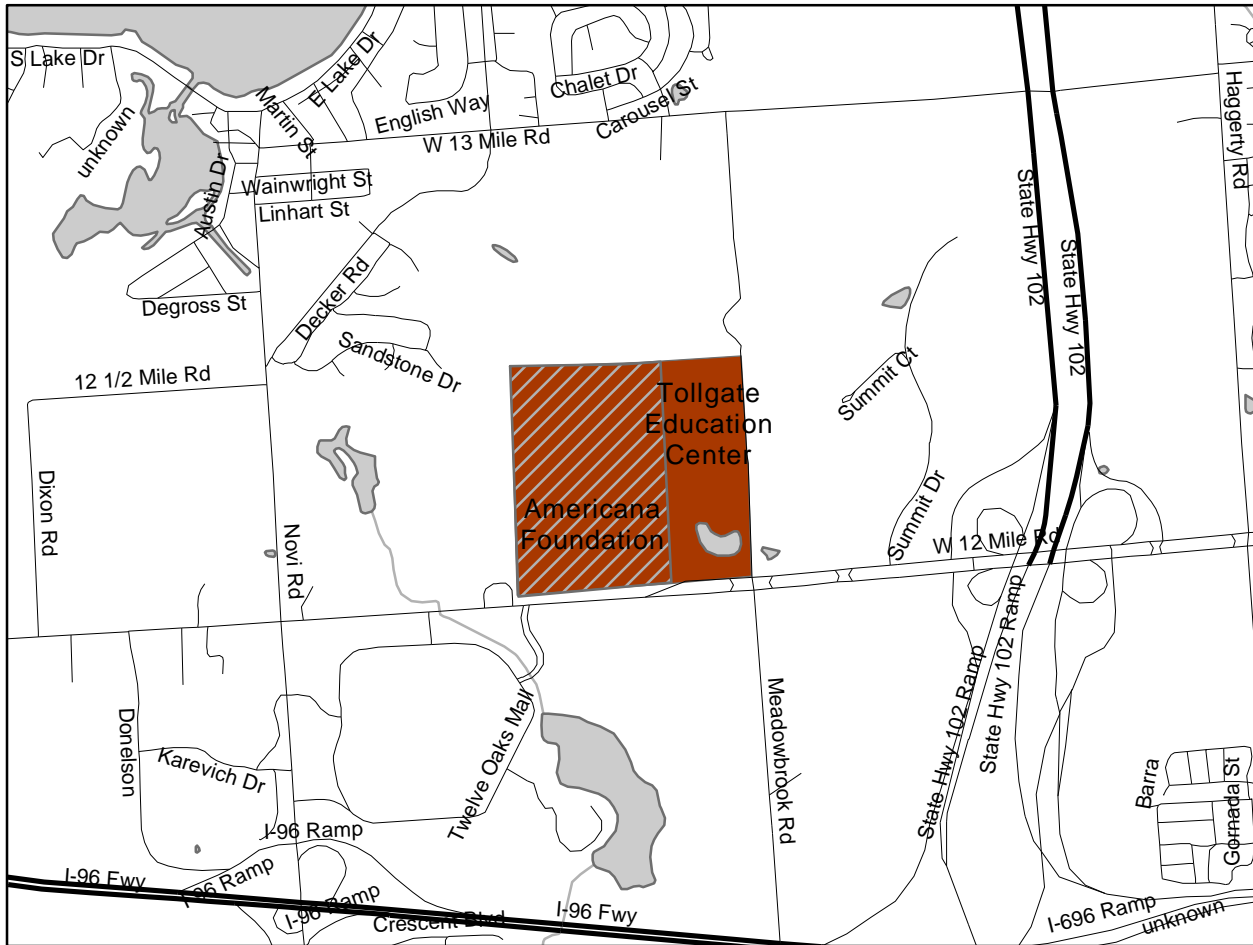 S Lake Dr
E Lake Dr
Chalet Dr
Haggerty Rd
unknown
Martin St
English Way
Carousel St
W 13 Mile Rd
Austin Dr
Wainwright St
Linhart St
State Hwy 102
State Hwy 102
Degross St
Decker Rd
Sandstone Dr
12 1/2 Mile Rd
Summit Ct
Tollgate
Education
Center
Americana
Foundation
Dixon Rd
Novi Rd
Summit Dr
W 12 Mile Rd
State Hwy 102 Ramp
State Hwy 102 Ramp
Donelson
Karevich Dr
Twelve Oaks Mall
Meadowbrook Rd
Barra
I-96 Ramp
I-96 Fwy
I-96 Ramp
I-96 Ramp
Crescent Blvd
I-96 Fwy
I-696 Ramp
unknown